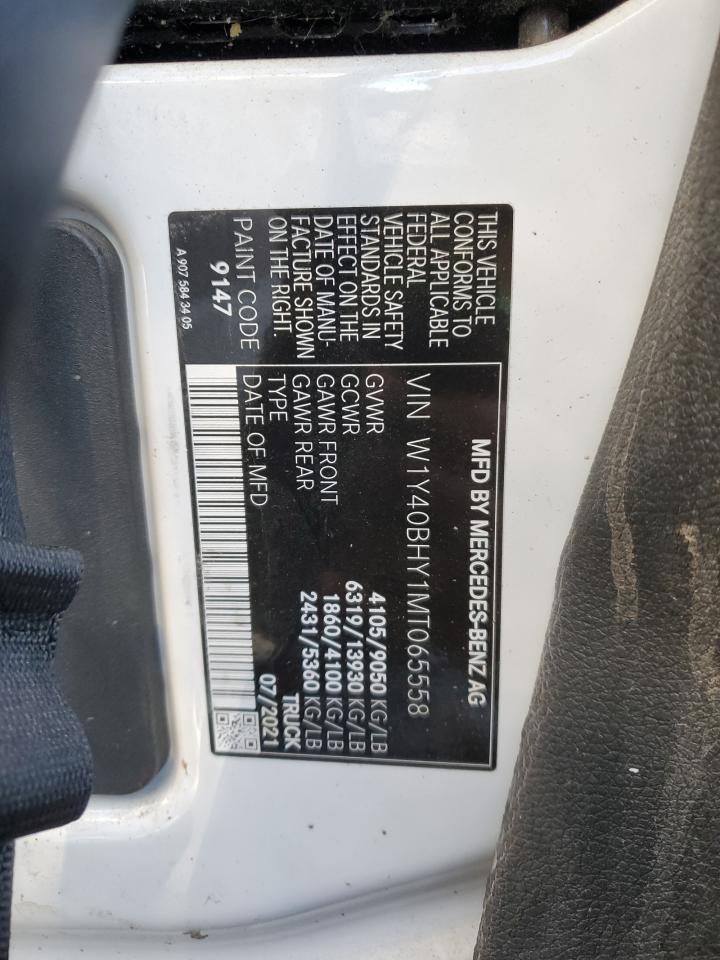 MFD BY MERCEDES-BENZ AG
THIS VEHICLE
CONFORMS TO
ALL APPLICABLE
FEDERAL
VEHICLE SAFETY
STANDARDS IN
EFFECT ON THE
DATE OF MANU-
FACTURE SHOWN
ON THE RIGHT
PAINT CODE
9147
VIN W1Y40BHY1MT065558
GVWR 4105/9050 KG/LB
GCWR 6319/13930 KG/LB
GAWR FRONT 1860/4100 KG/LB
GAWR REAR 2431/5360 KG/LB
TYPE TRUCK
DATE OF MFD 07/2021
A 907 584 34 05